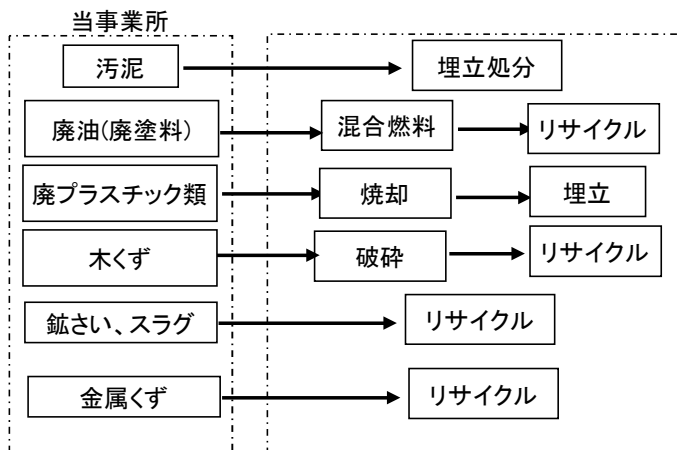 当事業所
汚泥
埋立処分
廃油(廃塗料)
混合燃料
リサイクル
廃プラスチック類
焼却
埋立
木くず
破砕
リサイクル
鉱さい、スラグ
リサイクル
金属くず
リサイクル